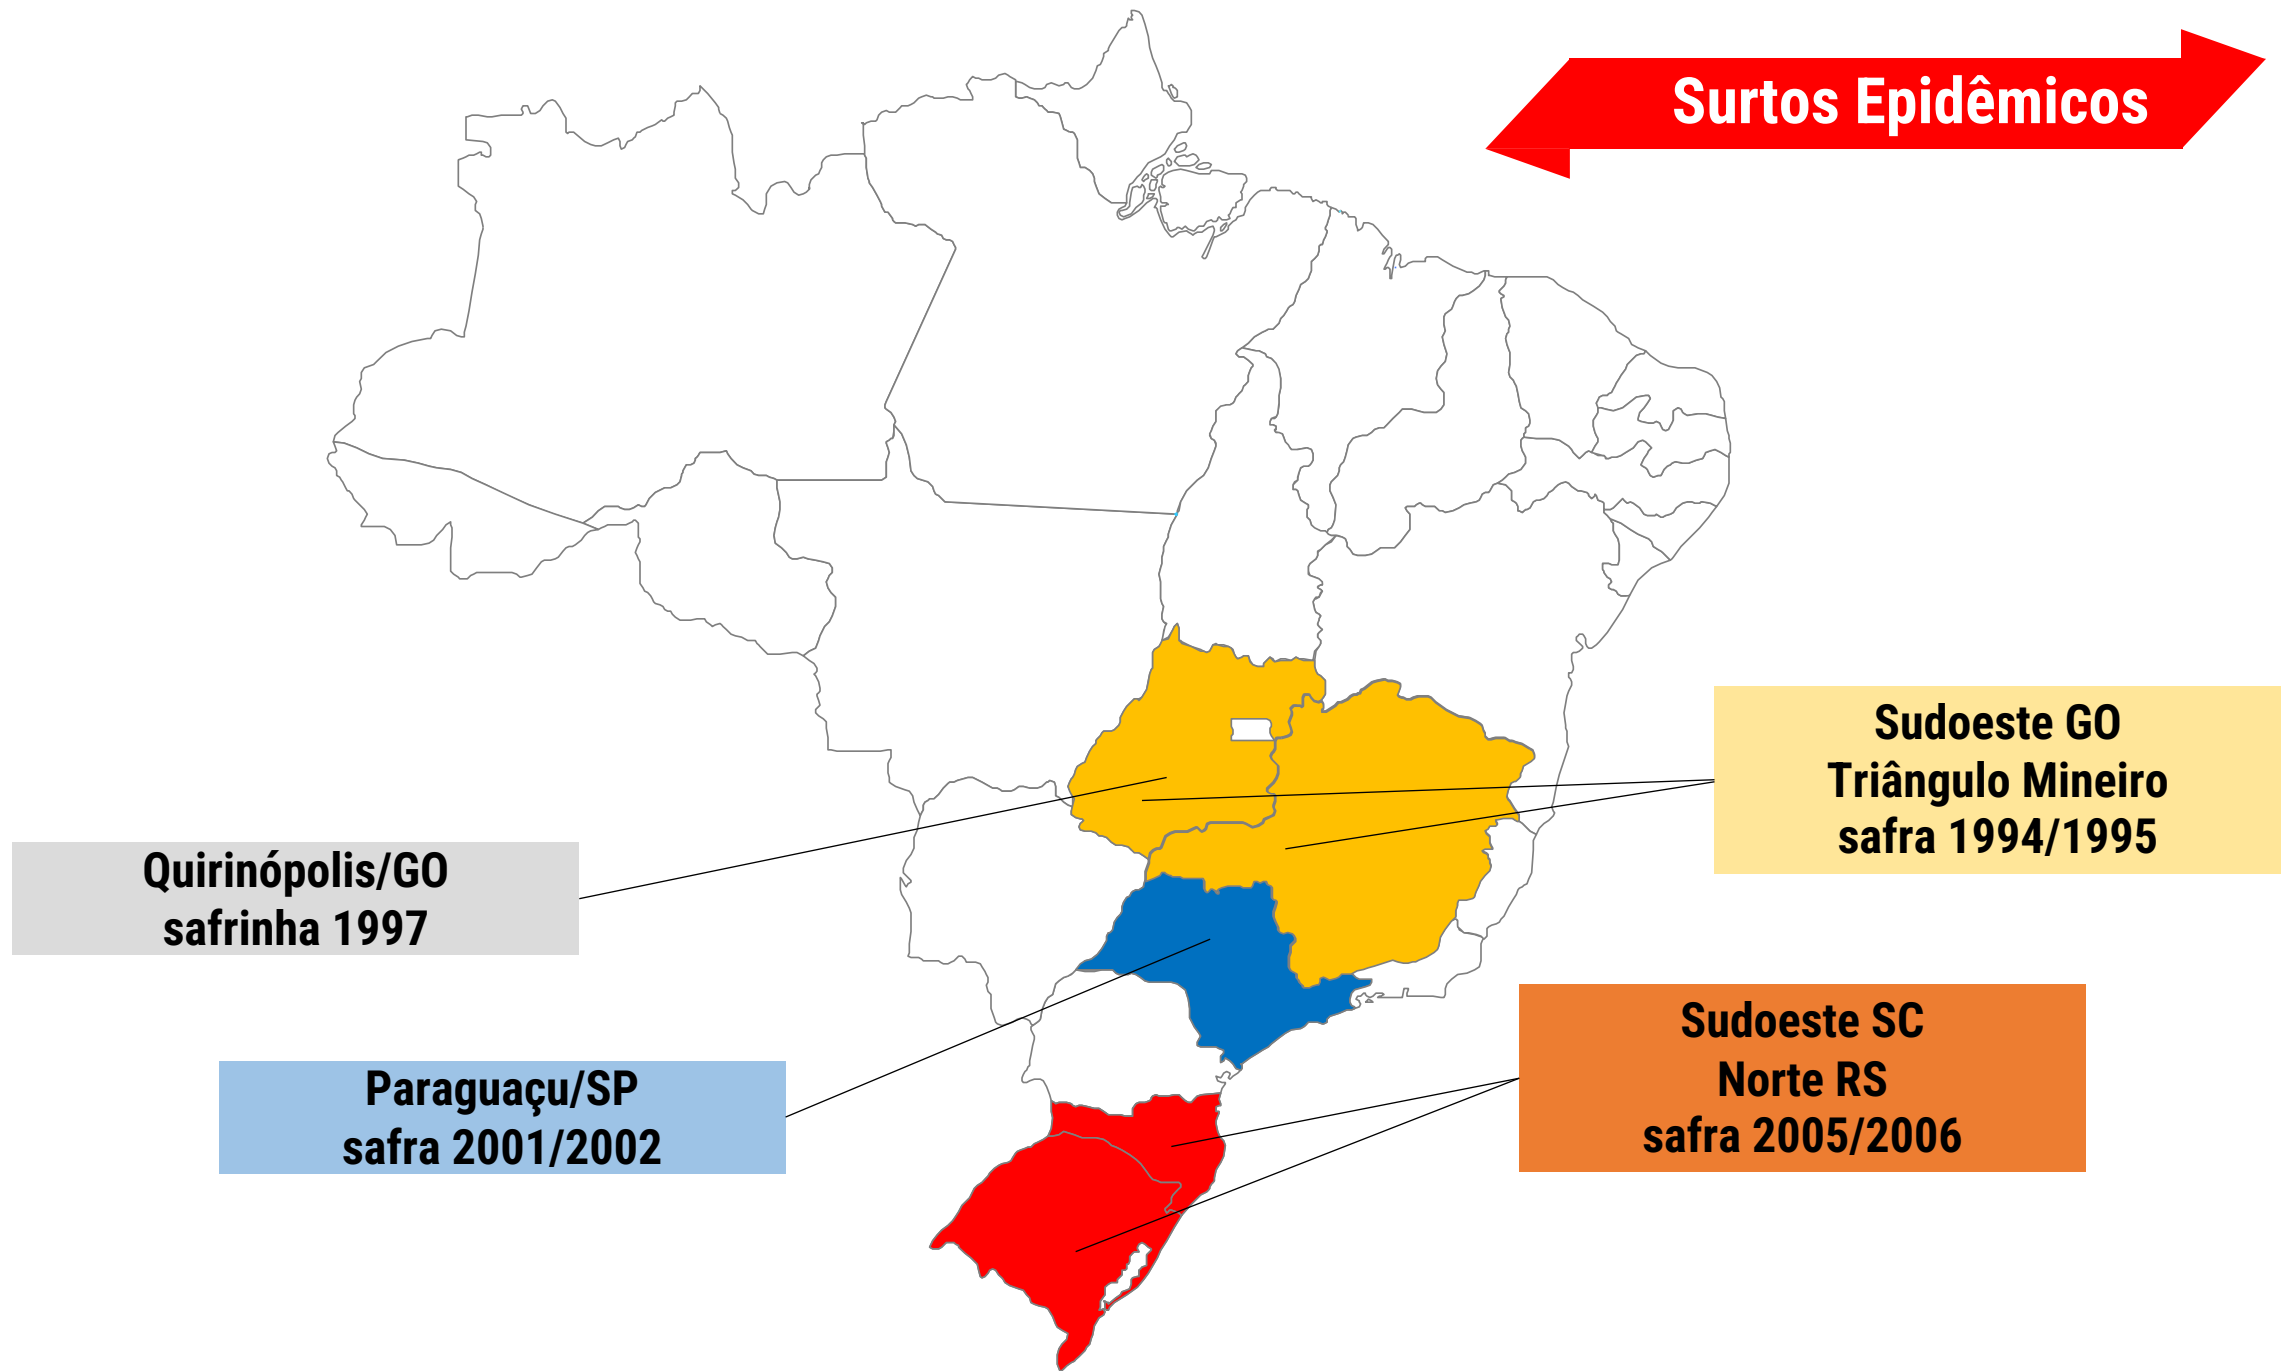 Surtos Epidêmicos
Sudoeste GO
Triângulo Mineiro
safra 1994/1995
Quirinópolis/GO
safrinha 1997
Sudoeste SC
Norte RS
safra 2005/2006
Paraguaçu/SP
safra 2001/2002